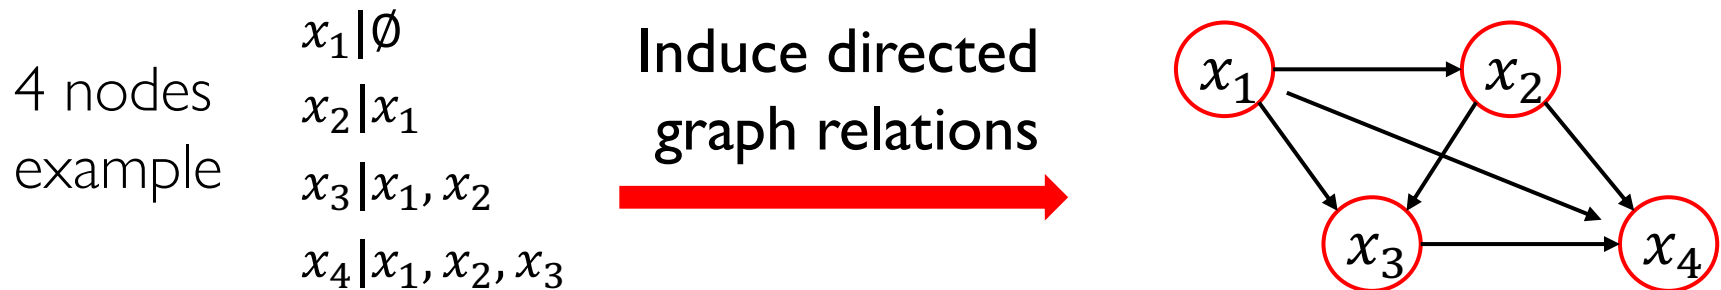 4 nodes
example
x₁|∅
x₂|x₁
x₃|x₁, x₂
x₄|x₁, x₂, x₃
Induce directed
graph relations
x₁
x₂
x₃
x₄